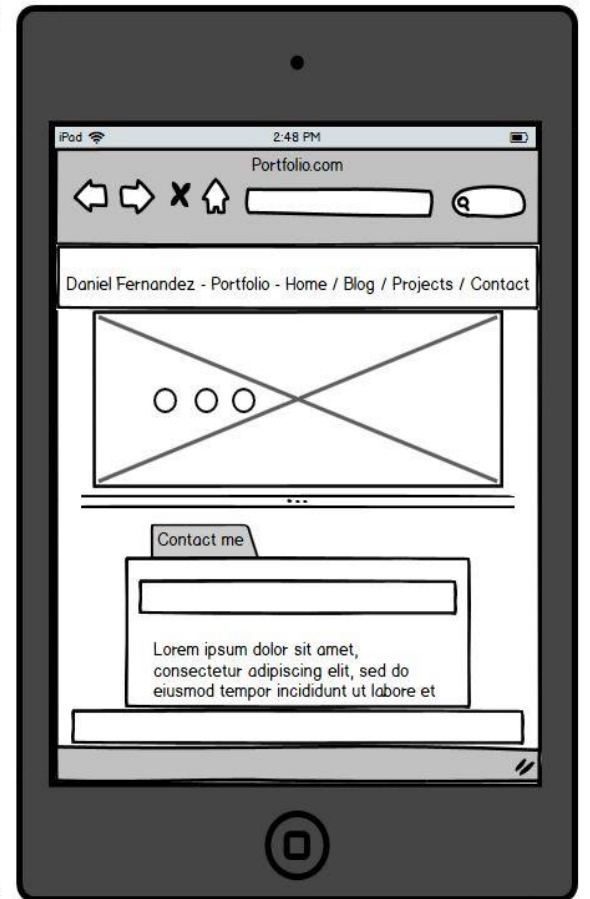 iPad
2:48 PM
Portfolio.com
Daniel Fernandez - Portfolio - Home / Blog / Projects / Contact
Contact me
Lorem ipsum dolor sit amet,
consectetur adipiscing elit, sed do
eiusmod tempor incididunt ut labore et